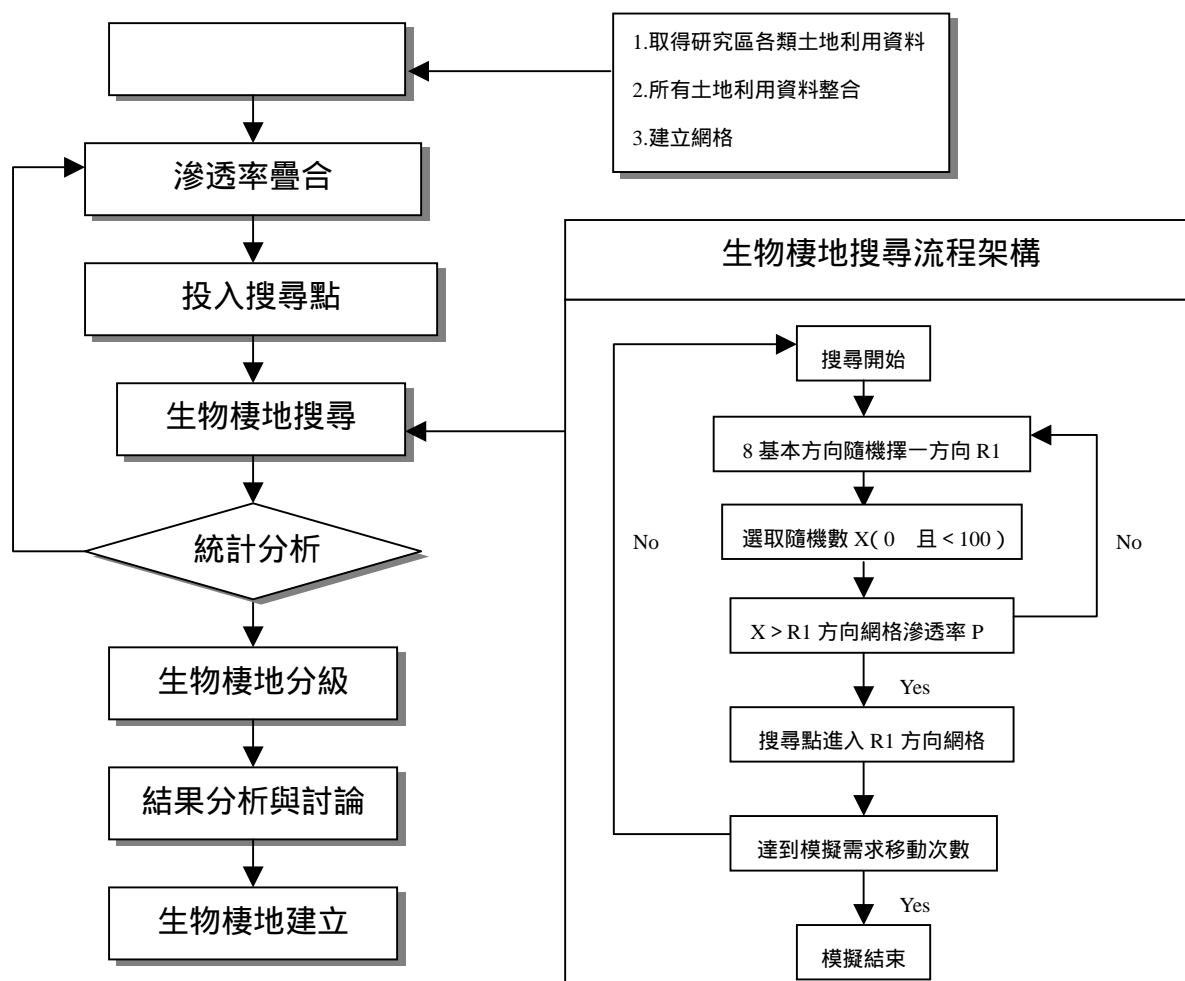 1.取得研究區各類土地利用資料
2.所有土地利用資料整合
3.建立網格
滲透率疊合
投入搜尋點
生物棲地搜尋
統計分析
生物棲地分級
結果分析與討論
生物棲地建立
生物棲地搜尋流程架構
搜尋開始
8 基本方向隨機擇一方向 R1
選取隨機數 X( 0 且 < 100 )
No
No
X > R1 方向網格滲透率 P
Yes
搜尋點進入 R1 方向網格
達到模擬需求移動次數
Yes
模擬結束